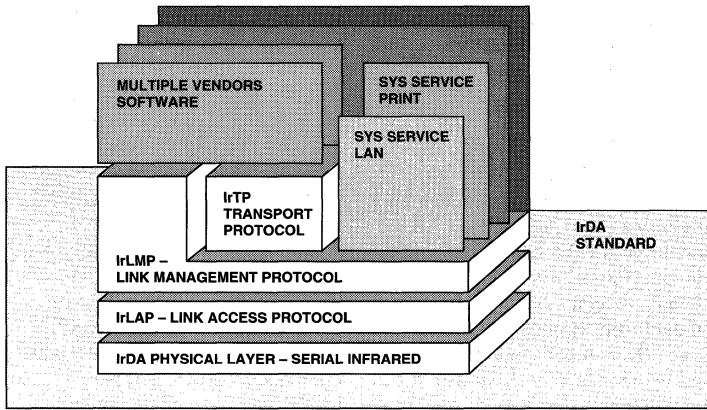 MULTIPLE VENDORS
SOFTWARE
SYS SERVICE
PRINT
SYS SERVICE
LAN
IrTP
TRANSPORT
PROTOCOL
IrDA
STANDARD
IrLMP –
LINK MANAGEMENT PROTOCOL
IrLAP – LINK ACCESS PROTOCOL
IrDA PHYSICAL LAYER – SERIAL INFRARED